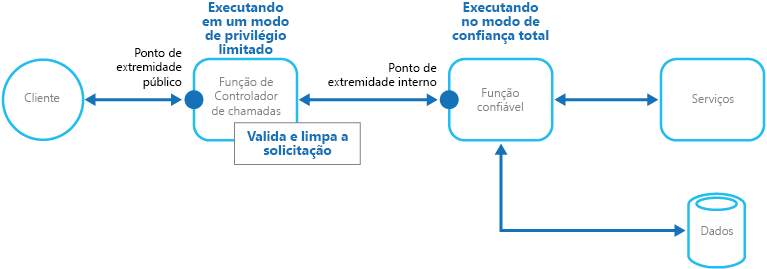 Executando
em um modo
de privilégio
limitado
Executando
no modo de
confiança total
Ponto de
extremidade
público
Ponto de
extremidade interno
Cliente
Função de
Controlador
de chamadas
Função
confiável
Serviços
Valida e limpa a
solicitação
Dados